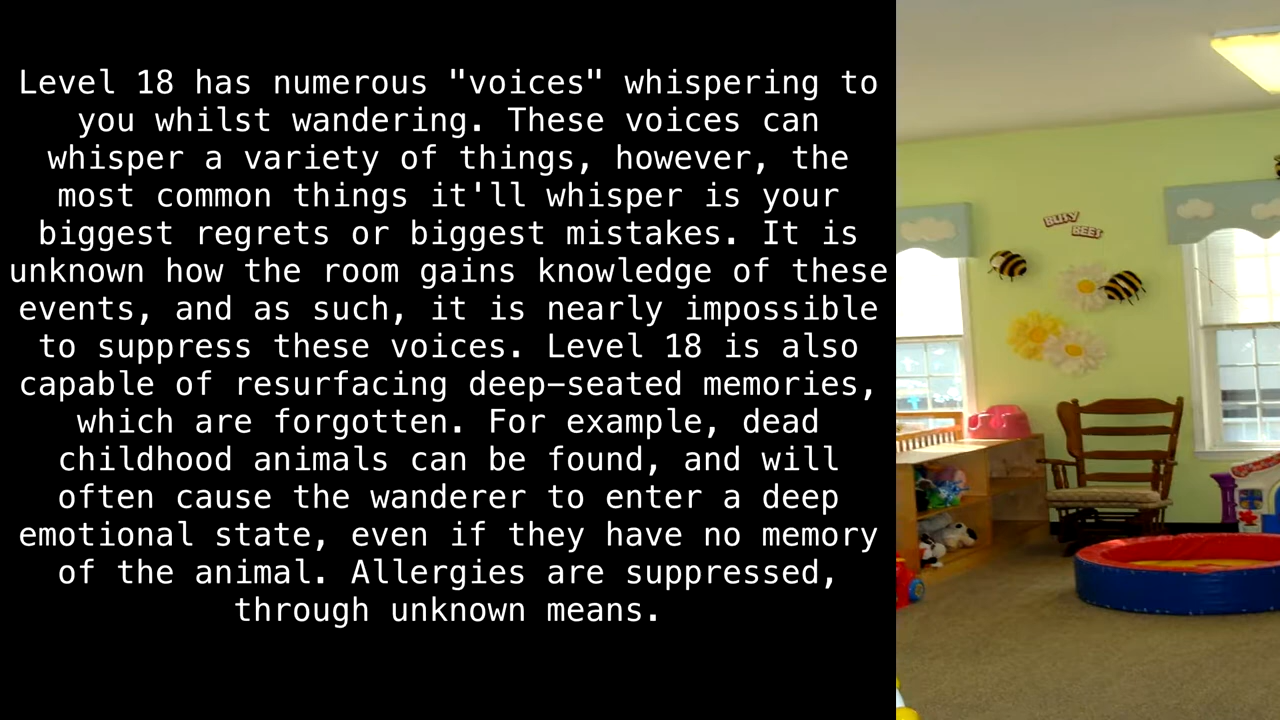 Level 18 has numerous "voices" whispering to
you whilst wandering. These voices can
whisper a variety of things, however, the
most common things it'll whisper is your
biggest regrets or biggest mistakes. It is
unknown how the room gains knowledge of these
events, and as such, it is nearly impossible
to suppress these voices. Level 18 is also
capable of resurfacing deep-seated memories,
which are forgotten. For example, dead
childhood animals can be found, and will
often cause the wanderer to enter a deep
emotional state, even if they have no memory
of the animal. Allergies are suppressed,
through unknown means.
BUSY
BEES